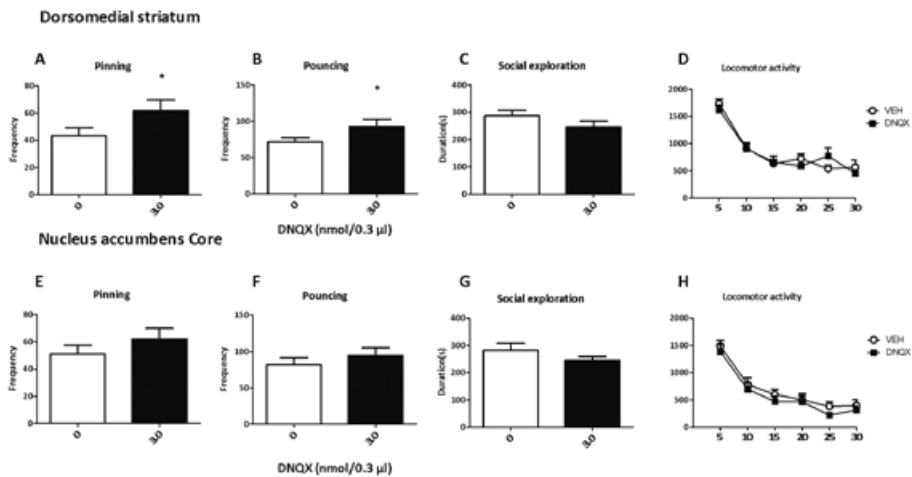 Dorsomedial striatum
A
Pinning
*
Frequency
80
60
40
20
0
0
3.0
B
Pouncing
*
Frequency
150
100
50
0
0
3.0
DNQX (nmol/0.3 µl)
C
Social exploration
Duration(s)
400
300
200
100
0
0
3.0
D
Locomotor activity
2000
1500
1000
500
0
5 10 15 20 25 30
VEH
DNQX
Nucleus accumbens Core
E
Pinning
Frequency
80
60
40
20
0
0
3.0
F
Pouncing
Frequency
150
100
50
0
0
3.0
DNQX (nmol/0.3 µl)
G
Social exploration
Duration(s)
400
300
200
100
0
0
3.0
H
Locomotor activity
2000
1500
1000
500
0
5 10 15 20 25 30
VEH
DNQX